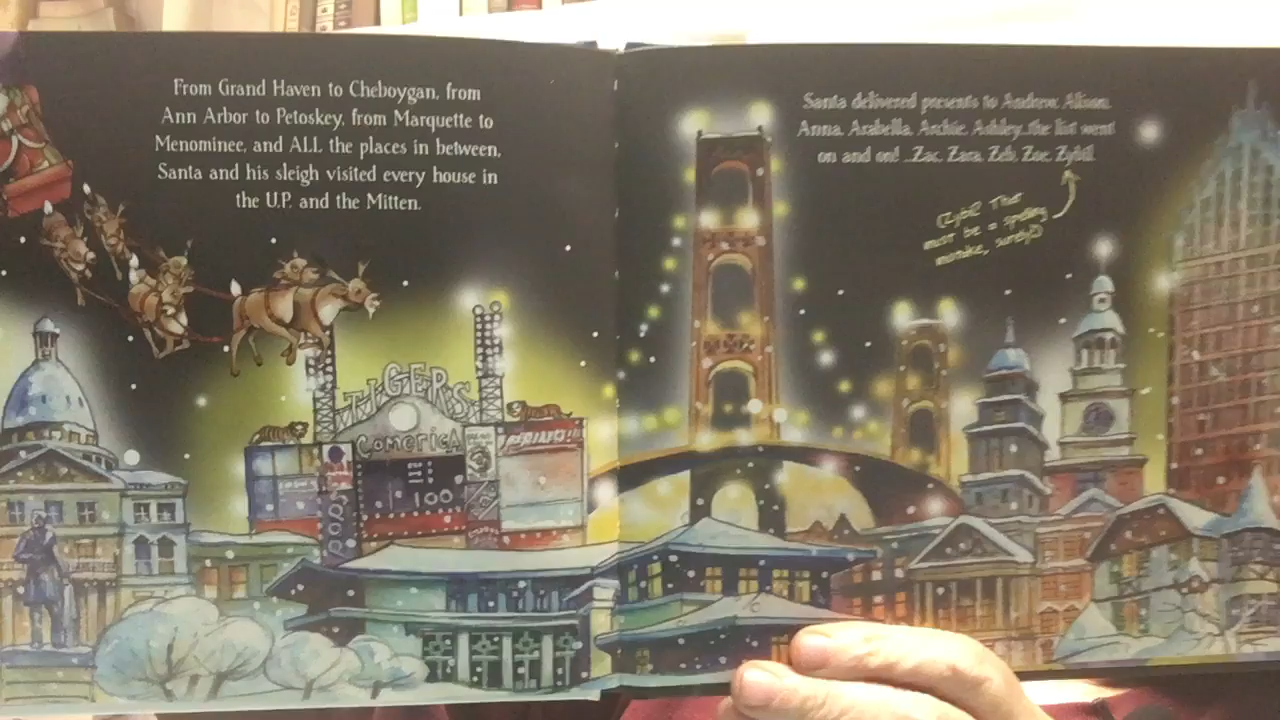 From Grand Haven to Cheboygan, from
Ann Arbor to Petoskey, from Marquette to
Menominee, and ALL the places in between,
Santa and his sleigh visited every house in
the U.P. and the Mitten.
TIGERS
Comerica
100
Santa delivered presents to Andrew, Alison,
Anna, Arabella, Archie, Ashley...the list went
on and on! ...Zac, Zara, Zeb, Zoe, Zybil.
(Zybil? That
must be a spelling
mistake, surely?)